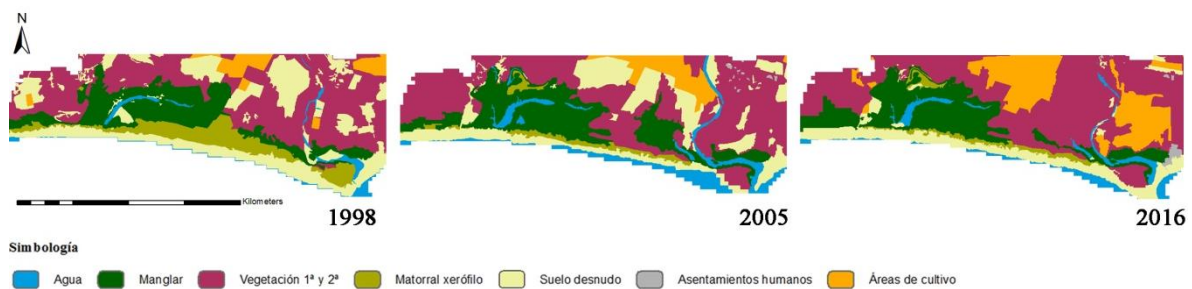 N
Kilometers
1998
2005
2016
Simbología
Agua
Manglar
Vegetación 1ª y 2ª
Matorral xerófilo
Suelo desnudo
Asentamientos humanos
Áreas de cultivo